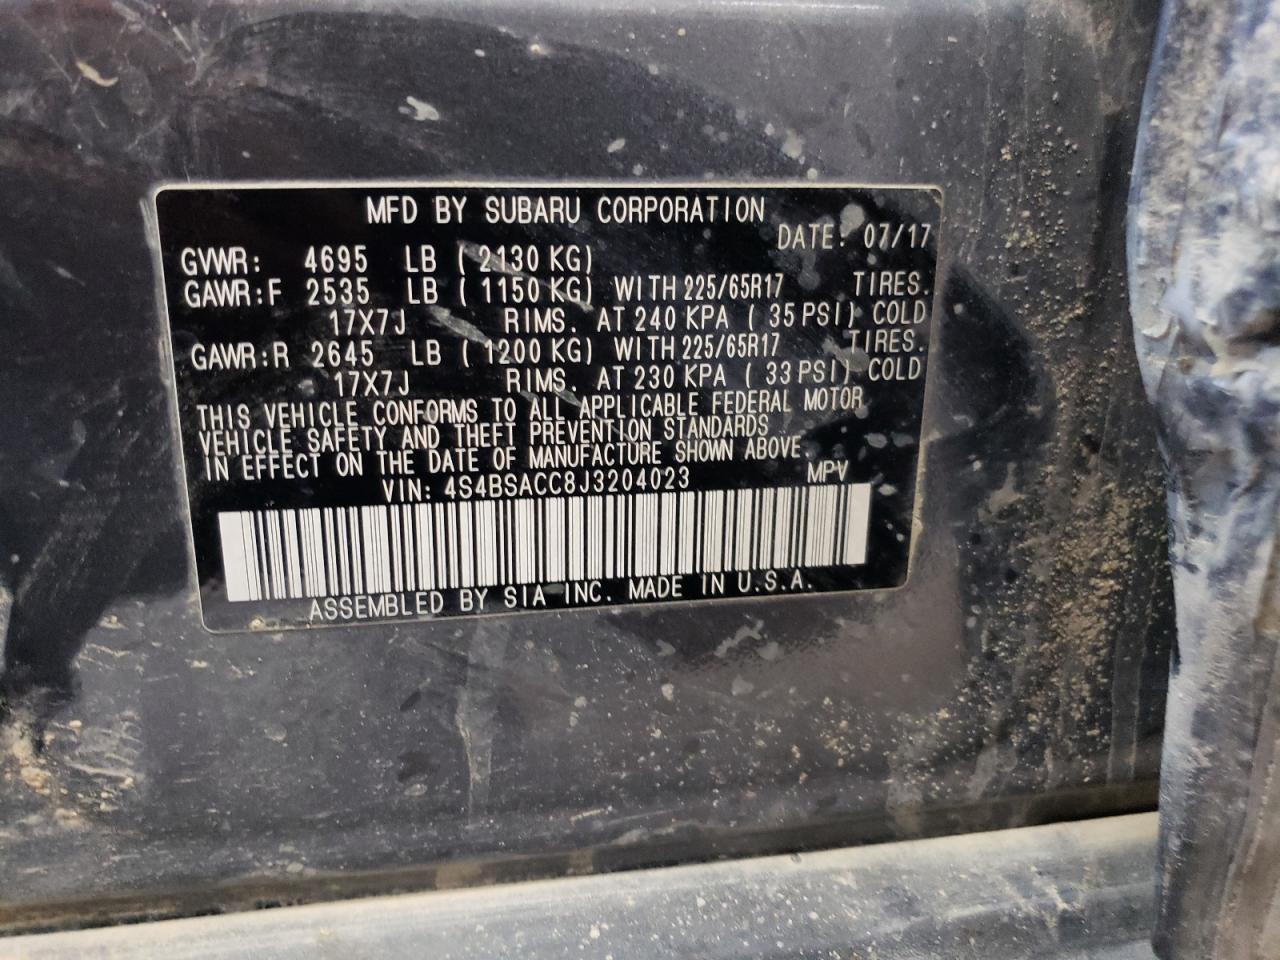 MFD BY SUBARU CORPORATION
DATE: 07/17
GVWR: 4695 LB ( 2130 KG)
GAWR:F 2535 LB ( 1150 KG) WITH 225/65R17 TIRES.
17X7J RIMS. AT 240 KPA ( 35 PSI) COLD
GAWR:R 2645 LB ( 1200 KG) WITH 225/65R17 TIRES.
17X7J RIMS. AT 230 KPA ( 33 PSI) COLD
THIS VEHICLE CONFORMS TO ALL APPLICABLE FEDERAL MOTOR
VEHICLE SAFETY AND THEFT PREVENTION STANDARDS
IN EFFECT ON THE DATE OF MANUFACTURE SHOWN ABOVE.
VIN: 4S4BSACC8J3204023 MPV
ASSEMBLED BY SIA INC. MADE IN U.S.A.